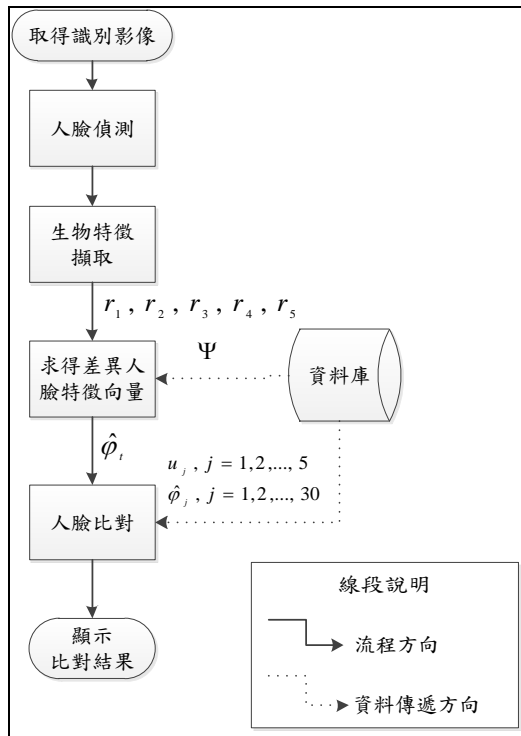 取得識別影像
人臉偵測
生物特徵
擷取
r₁ , r₂ , r₃ , r₄ , r₅
Ψ
求得差異人
臉特徵向量
資料庫
φ̂ₜ
uⱼ , j = 1,2,..., 5
φ̂ⱼ , j = 1,2,..., 30
人臉比對
顯示
比對結果
線段說明
流程方向
資料傳遞方向